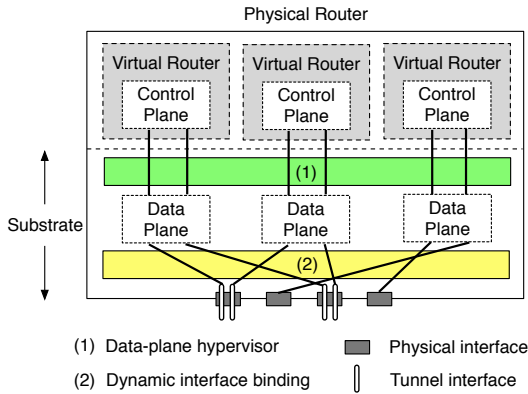 Physical Router
Virtual Router Virtual Router Virtual Router
Control Plane
Control Plane
Control Plane
(1)
Substrate
Data Plane
Data Plane
Data Plane
(2)
(1) Data-plane hypervisor
Physical interface
(2) Dynamic interface binding
Tunnel interface